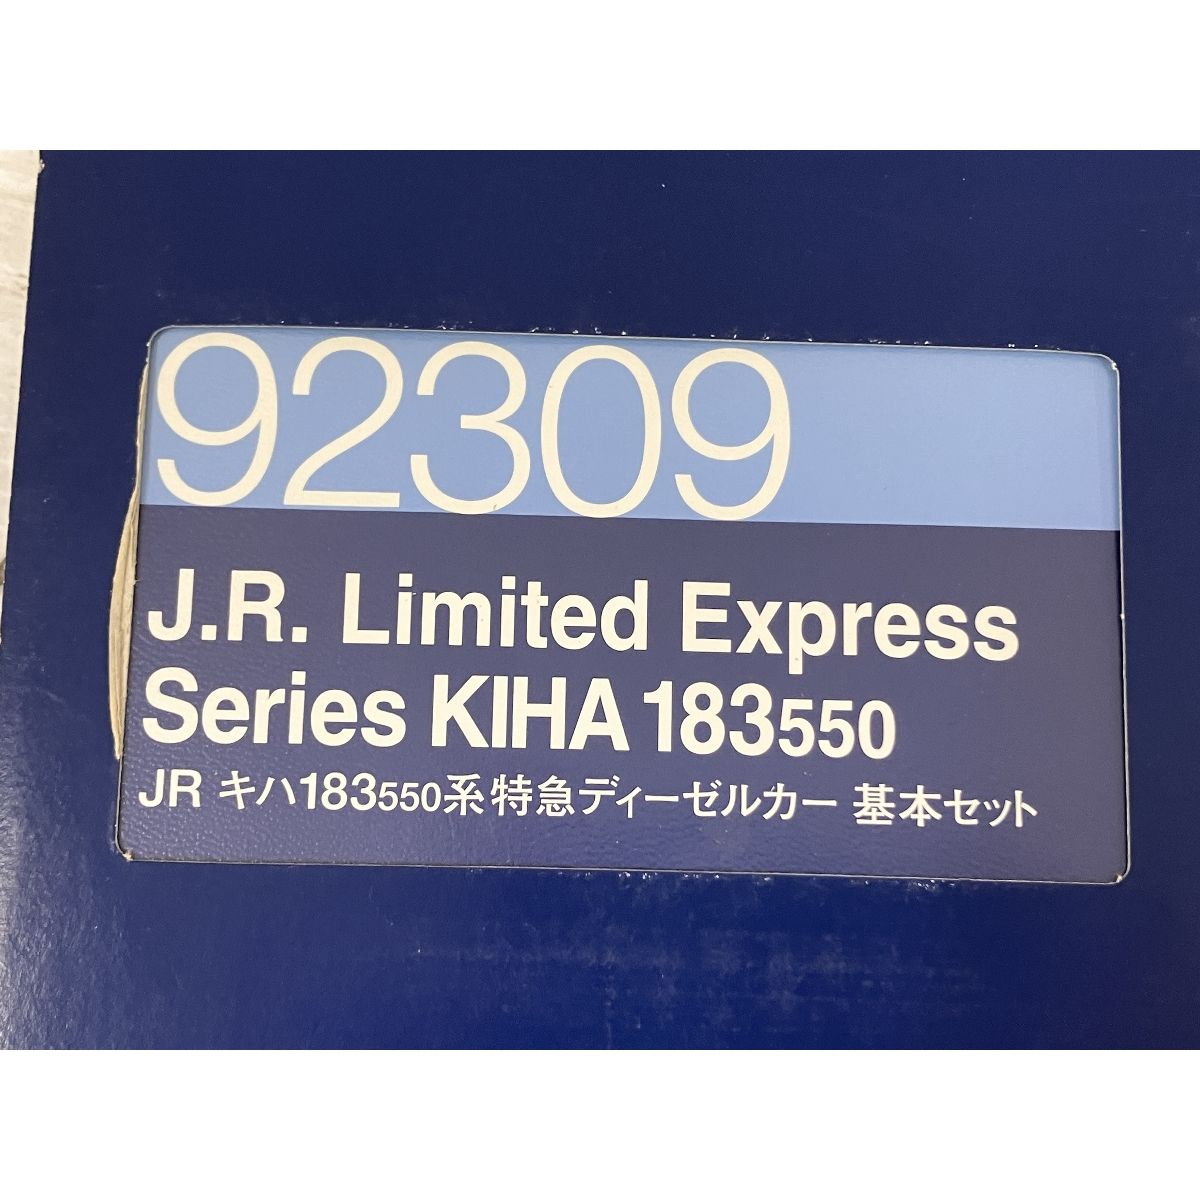 92309
J.R. Limited Express
Series KIHA 183550
JR キハ183550系特急ディーゼルカー 基本セット